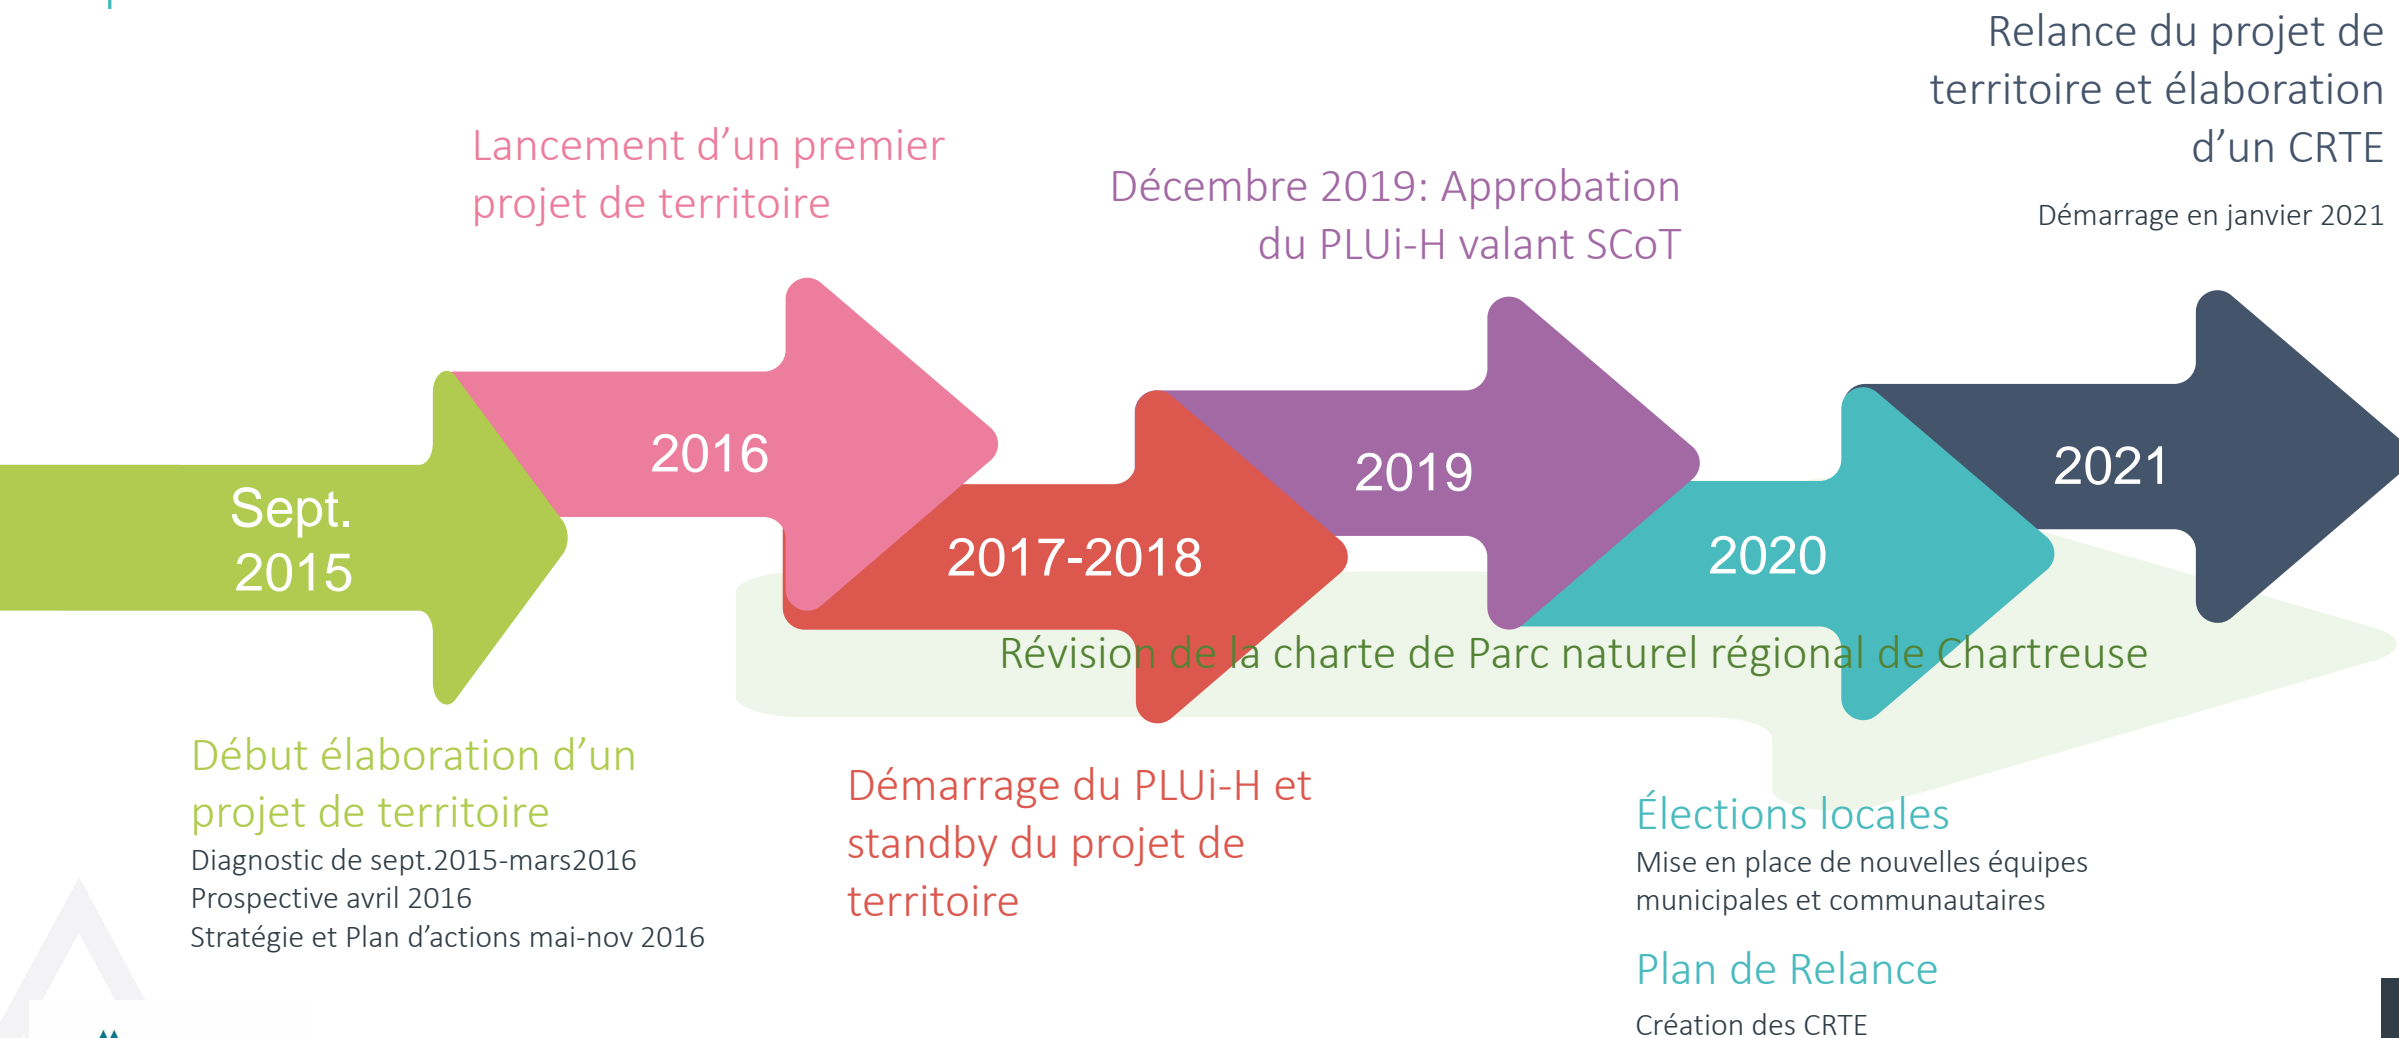 Relance du projet de
territoire et élaboration
d’un CRTE
Démarrage en janvier 2021
Lancement d’un premier
projet de territoire
Décembre 2019: Approbation
du PLUi-H valant SCoT
Sept.
2015
2016
2017-2018
2019
2020
2021
Révision de la charte de Parc naturel régional de Chartreuse
Début élaboration d’un
projet de territoire
Diagnostic de sept.2015-mars2016
Prospective avril 2016
Stratégie et Plan d’actions mai-nov 2016
Démarrage du PLUi-H et
standby du projet de
territoire
Élections locales
Mise en place de nouvelles équipes
municipales et communautaires
Plan de Relance
Création des CRTE